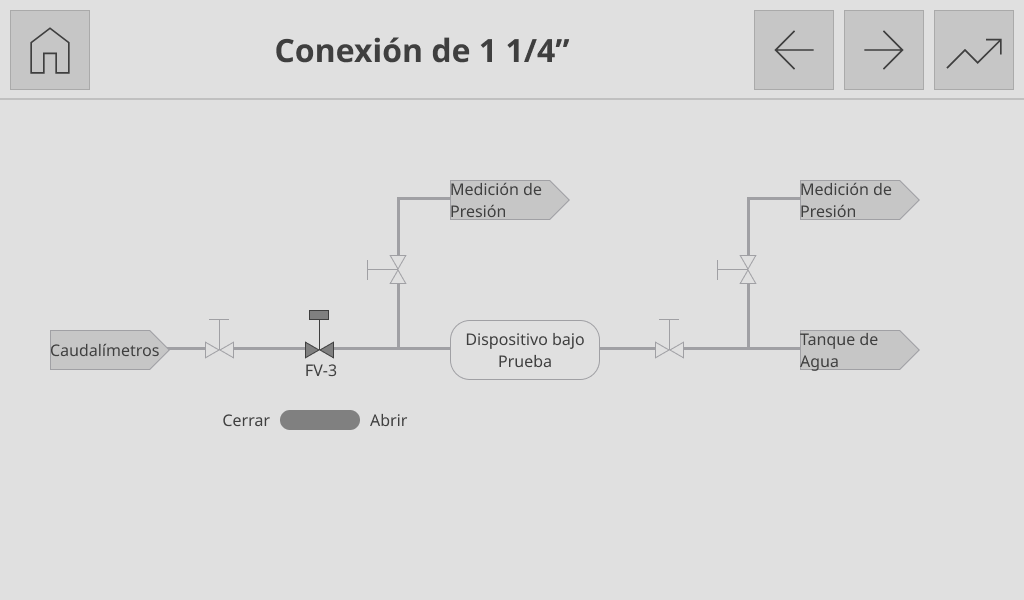 Conexión de 1 1/4”
Medición de
Presión
Medición de
Presión
Caudalímetros
FV-3
Dispositivo bajo
Prueba
Tanque de
Agua
Cerrar
Abrir